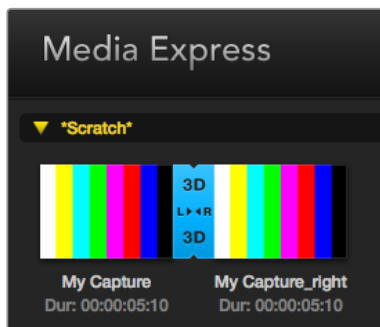 Media Express
*Scratch*
3D
L R
3D
My Capture My Capture_right
Dur: 00:00:05:10 Dur: 00:00:05:10